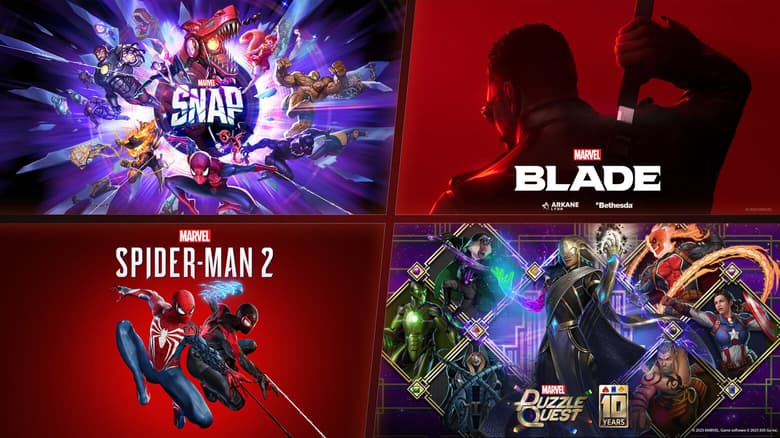 MARVEL
SNAP
MARVEL
BLADE
ARKANE
LYON
Bethesda
MARVEL
SPIDER-MAN 2
MARVEL
PUZZLE
QUEST
10
YEARS